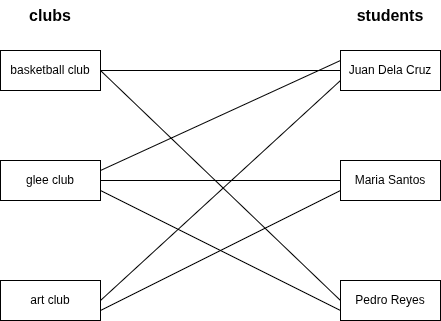 clubs
students
basketball club
Juan Dela Cruz
glee club
Maria Santos
art club
Pedro Reyes